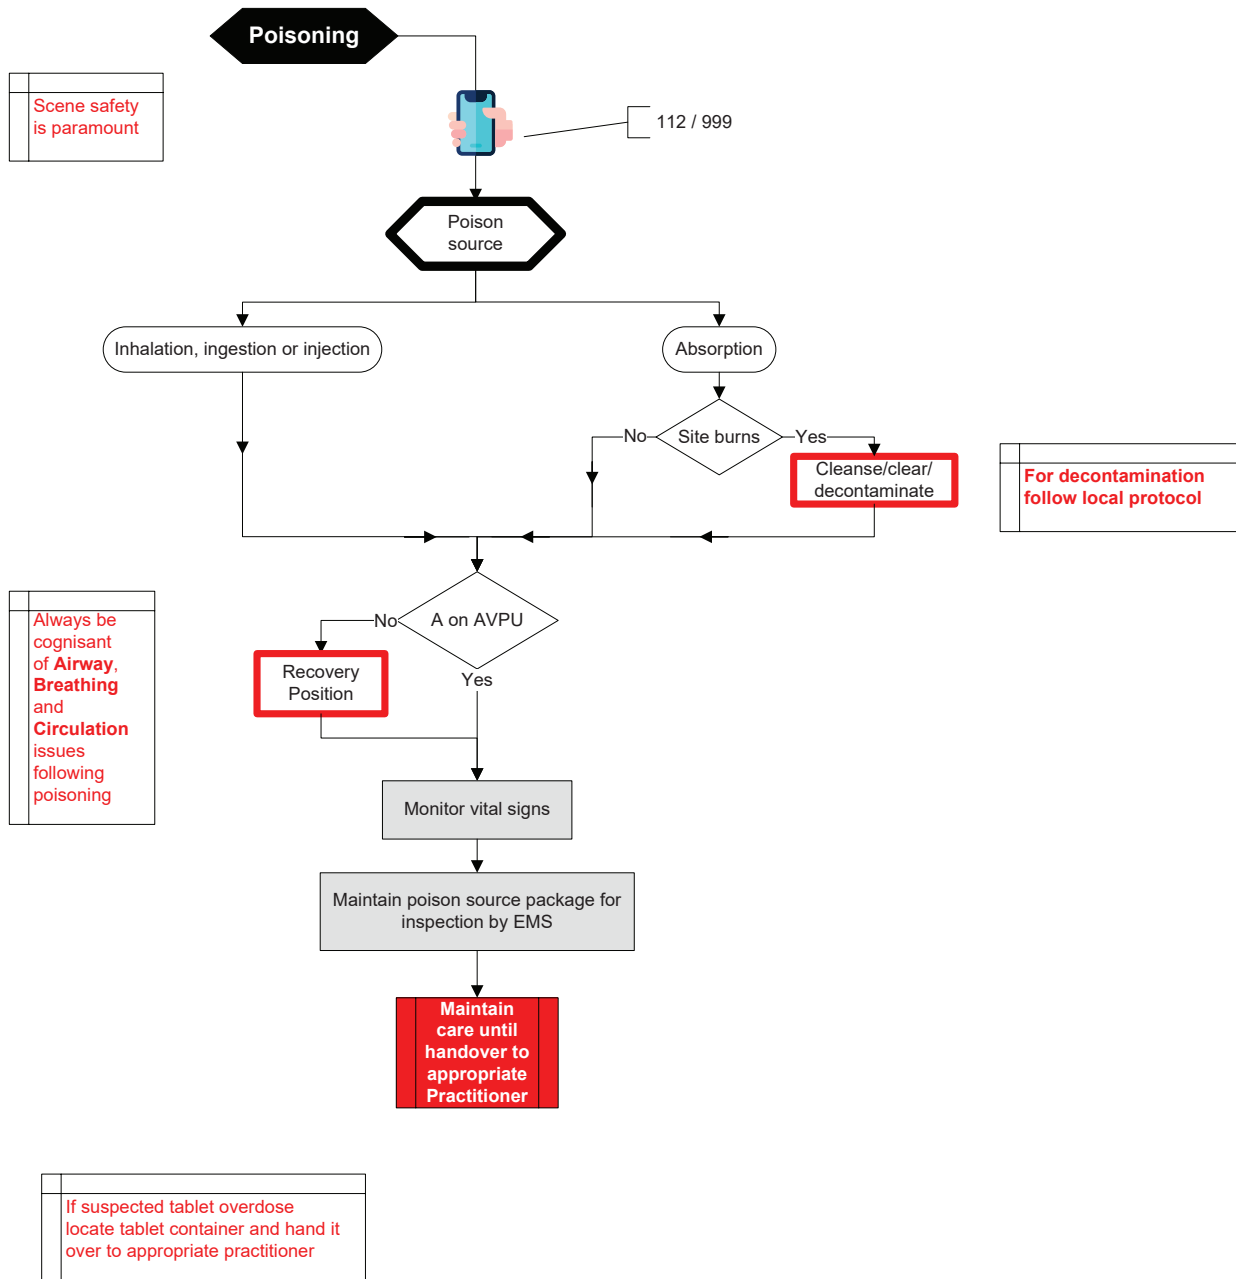 Poisoning
Scene safety
is paramount
112 / 999
Poison
source
Inhalation, ingestion or injection
Absorption
No
Site burns
Yes
Cleanse/clear/
decontaminate
For decontamination
follow local protocol
Always be
cognisant
of Airway,
Breathing
and
Circulation
issues
following
poisoning
No
A on AVPU
Yes
Recovery
Position
Monitor vital signs
Maintain poison source package for
inspection by EMS
Maintain
care until
handover to
appropriate
Practitioner
If suspected tablet overdose
locate tablet container and hand it
over to appropriate practitioner